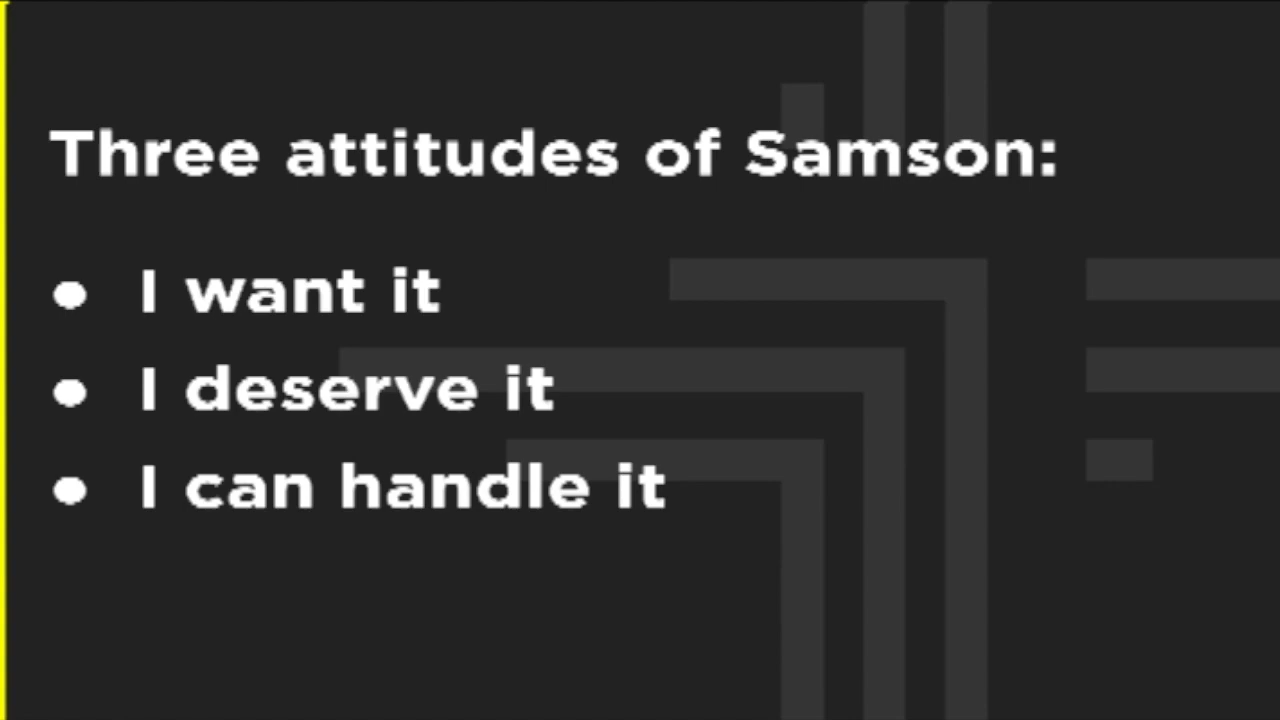 Three attitudes of Samson:
• I want it
• I deserve it
• I can handle it